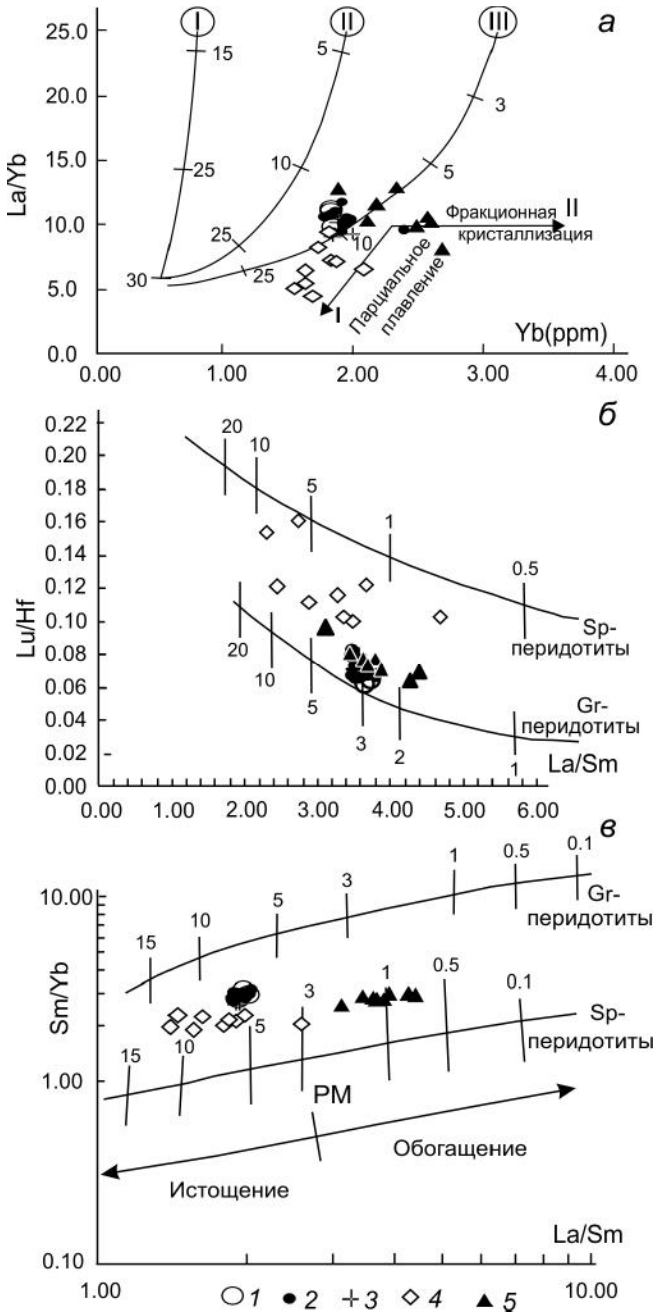 I II III а
25.0
15 5
20.0
3
La/Yb
15.0
25 10 5
10.0
Фракционная II
кристаллизация
10
25 25
30
5.0
Парциальное
плавление
I
0.0
Yb(ppm)
0.00 1.00 2.00 3.00 4.00
б
0.22
20
0.20
10
0.18
5
0.16
1
0.14
0.12
0.5
0.10
Lu/Hf
Sp-
перидотиты
0.08
20
10
0.06
5
Gr-
перидотиты
0.04
3 2
0.02
1
La/Sm
0.00
0.00 1.00 2.00 3.00 4.00 5.00 6.00
в
0.1
0.5
1
3
5
10
15
10.00
Gr-
перидотиты
Sm/Yb
1
0.5
0.1
3
5
Sp-
перидотиты
10
15
1.00
PM
Обогащение
Истощение
La/Sm
0.10
1.00 10.00
1 2 3 4 5